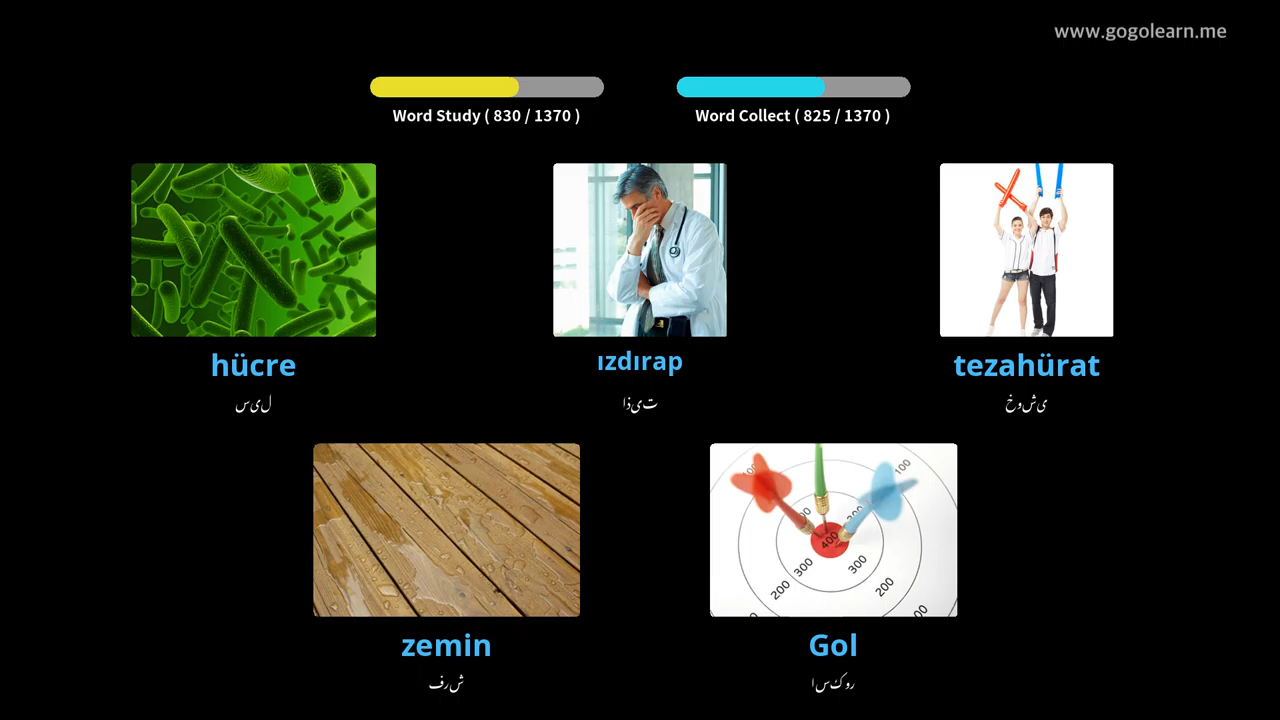 www.gogolearn.me
Word Study ( 830 / 1370 )
Word Collect ( 825 / 1370 )
hücre
ızdırap
tezahürat
سیل
اذیت
خوشی
zemin
Gol
فرش
اسکور